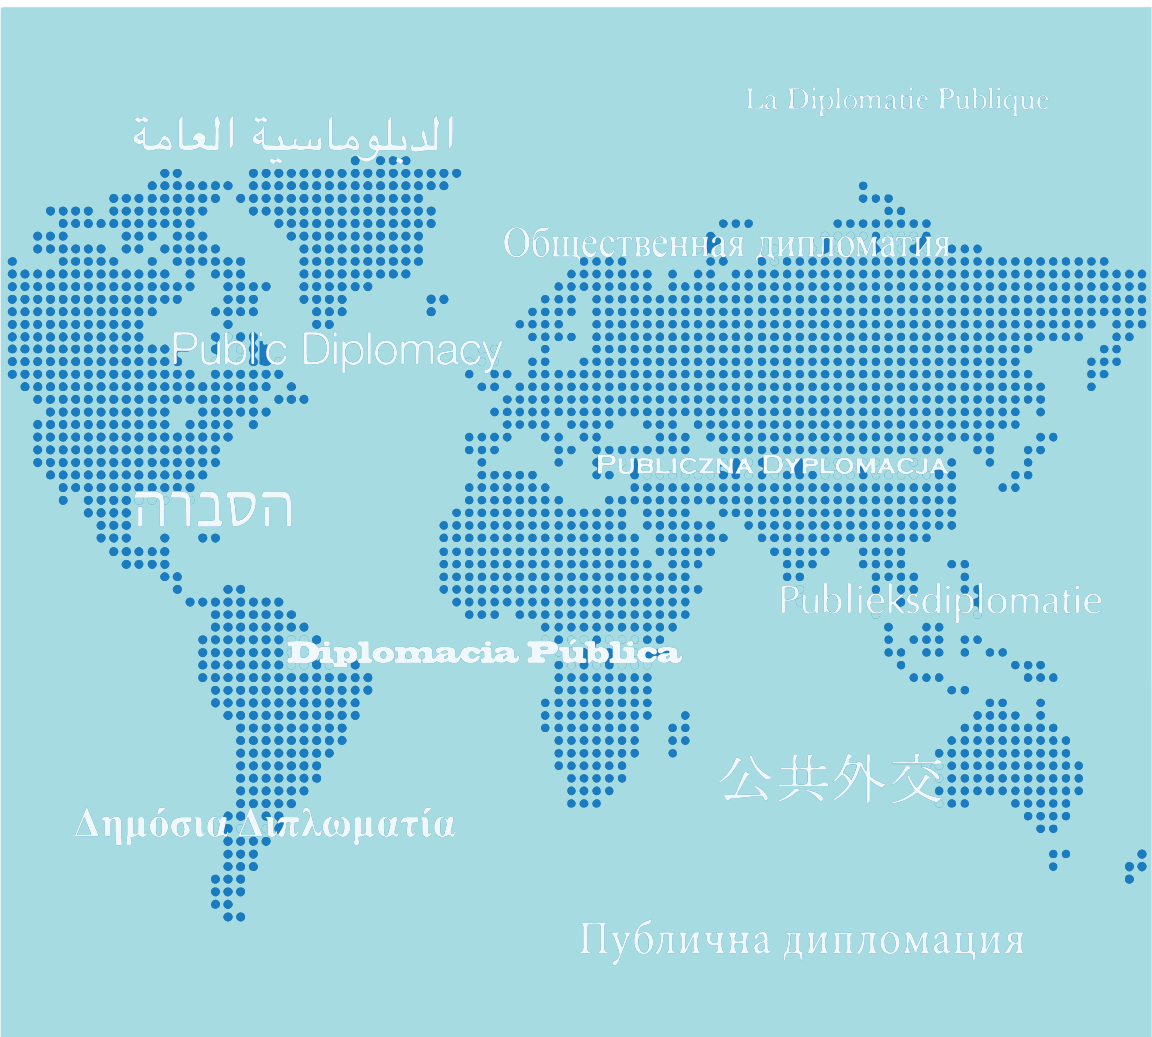 La Diplomatie Publique
الدبلوماسية العامة
Общественная дипломатия
Public Diplomacy
Publiczna Dyplomacja
הסברה
Publieksdiplomatie
Diplomacia Pública
公共外交
Δημόσια Διπλωματία
Публична дипломация